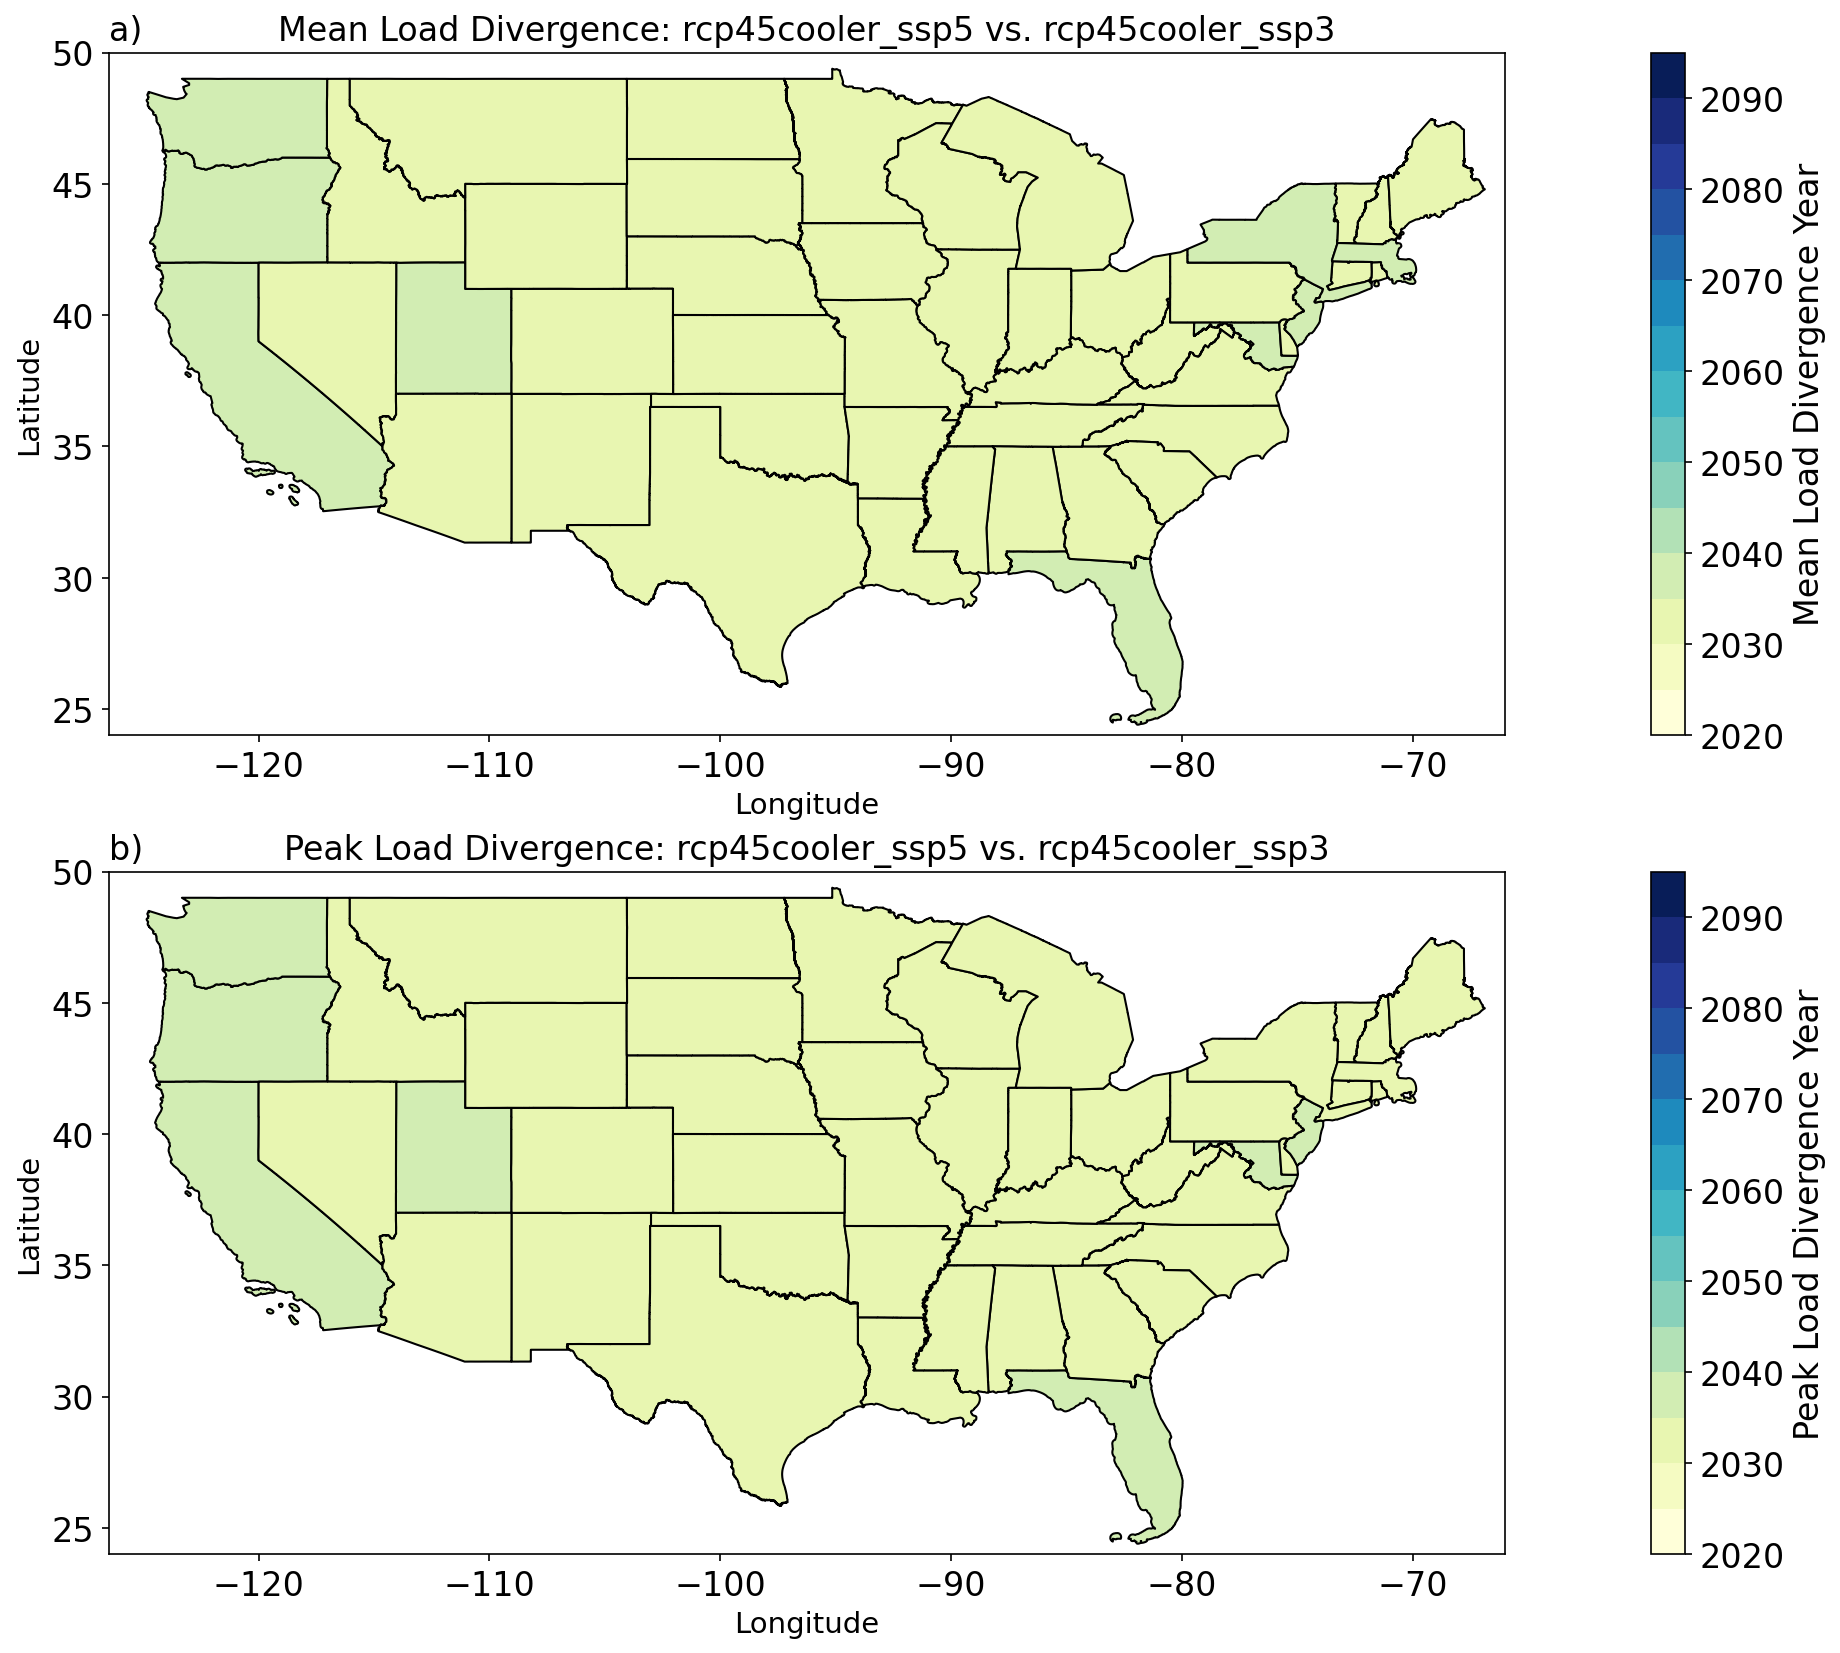 a) Mean Load Divergence: rcp45cooler_ssp5 vs. rcp45cooler_ssp3
50
45
40
35
30
25
Latitude
−120 −110 −100 −90 −80 −70
Longitude
2090
2080
2070
2060
2050
2040
2030
2020
Mean Load Divergence Year
b) Peak Load Divergence: rcp45cooler_ssp5 vs. rcp45cooler_ssp3
50
45
40
35
30
25
Latitude
−120 −110 −100 −90 −80 −70
Longitude
2090
2080
2070
2060
2050
2040
2030
2020
Peak Load Divergence Year